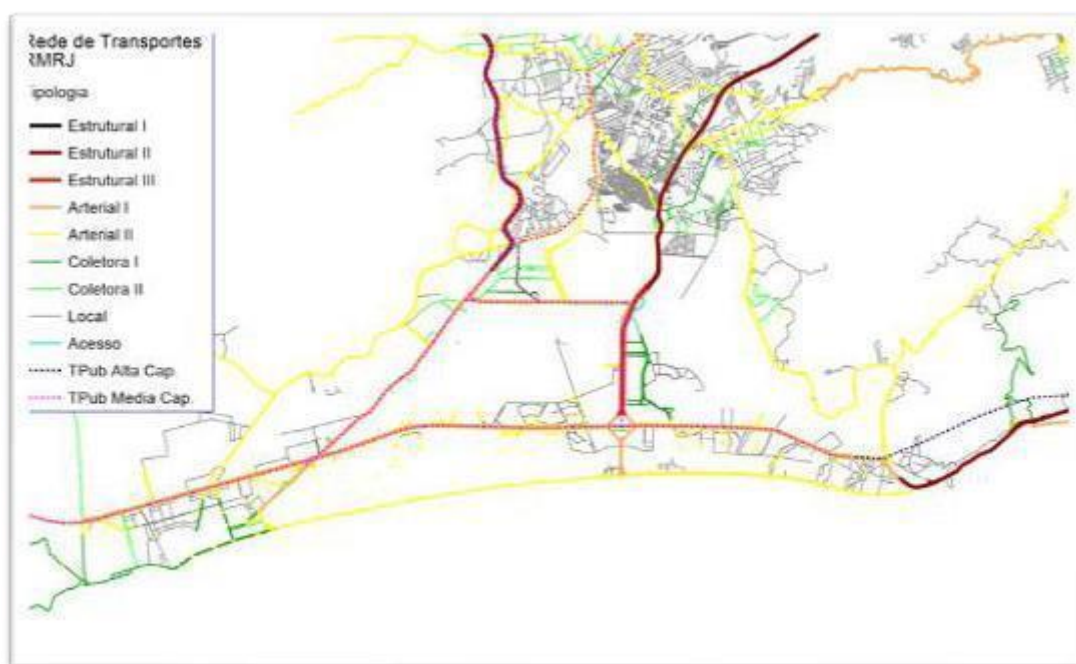 Rede de Transportes
RMRJ
ipologia
Estrutural I
Estrutural II
Estrutural III
Arterial I
Arterial II
Coletora I
Coletora II
Local
Acesso
TPub Alta Cap.
TPub Media Cap.